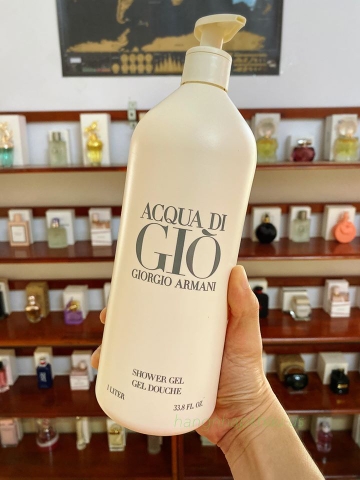 ACQUA DI
GIÒ
GIORGIO ARMANI
SHOWER GEL
GEL DOUCHE
1 LITER
33.8 FL. OZ.